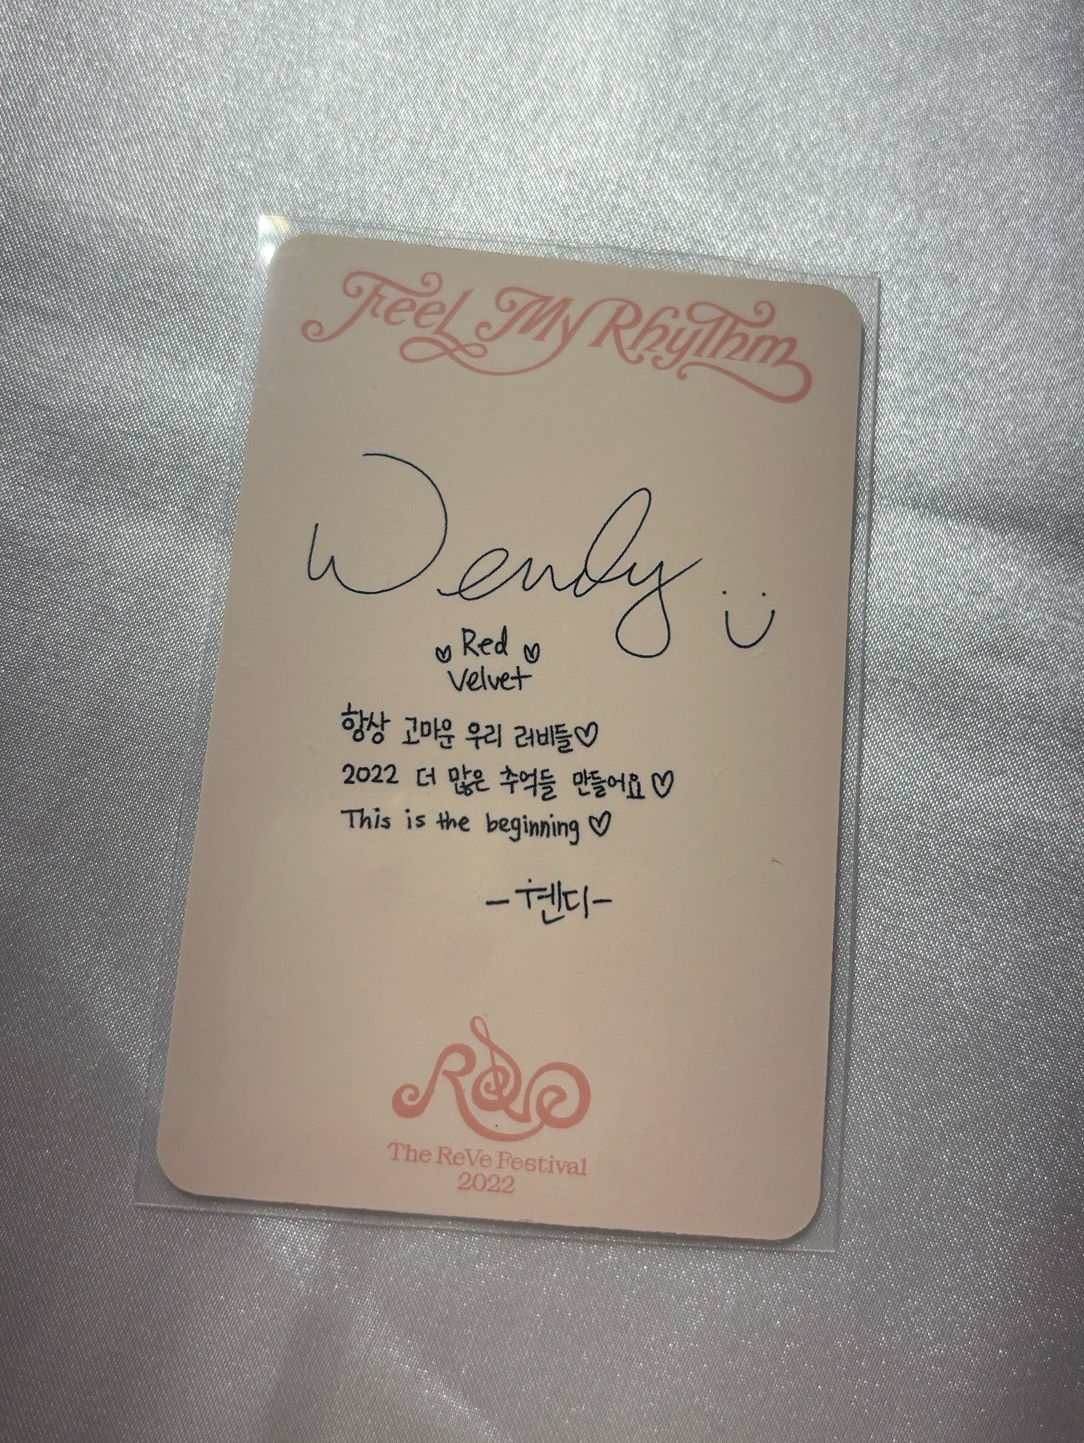 Feel My Rhythm
Wendy
Red
Velvet
항상 고마운 우리 러비들♡
2022 더 많은 추억들 만들어요♡
This is the beginning♡
-웬디-
ReVe
The ReVe Festival
2022